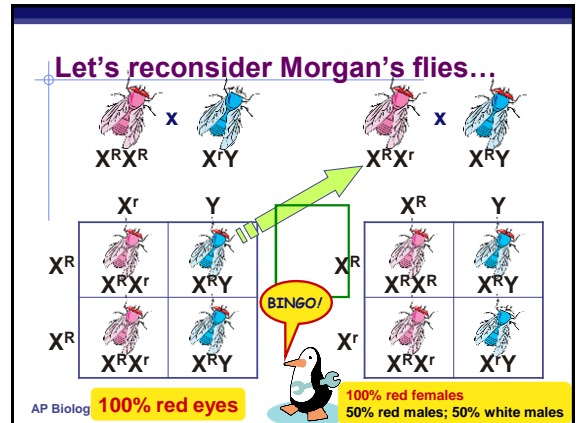 Let's reconsider Morgan's flies…
x
x
XᴿXᴿ
XʳY
XᴿXʳ
XᴿY
Xʳ
Y
Xᴿ
XᴿXʳ
XᴿY
Xᴿ
XᴿXʳ
XᴿY
Xᴿ
Y
Xᴿ
XᴿXᴿ
XᴿY
Xʳ
XᴿXʳ
XʳY
BINGO!
AP Biolog
100% red eyes
100% red females
50% red males; 50% white males